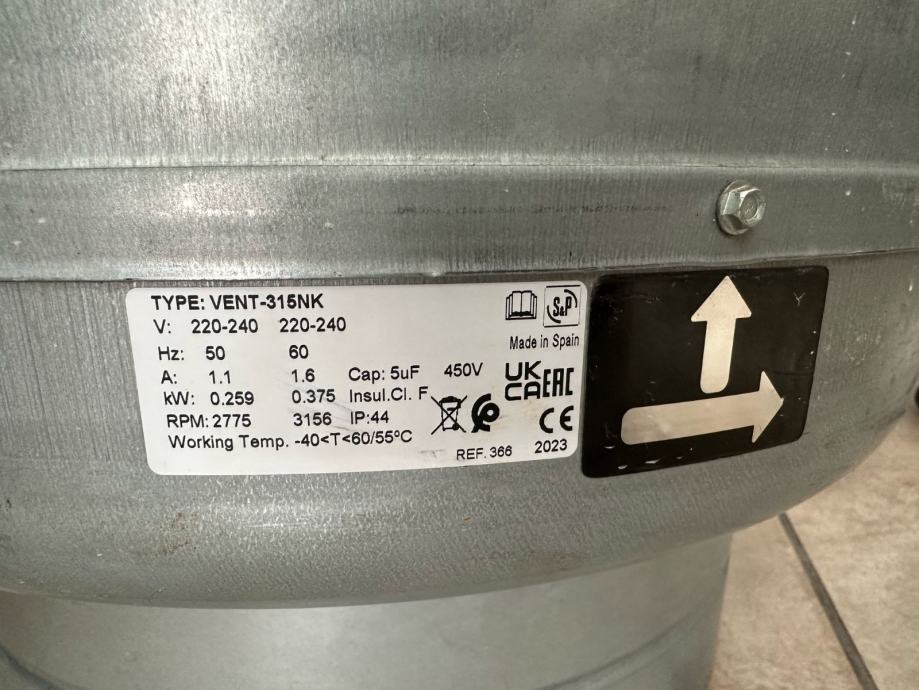 TYPE: VENT-315NK
S&P
V: 220-240 220-240
Made in Spain
Hz: 50 60
A: 1.1 1.6 Cap: 5uF 450V
UK CA EAC
kW: 0.259 0.375 Insul.Cl. F
RPM: 2775 3156 IP:44
CE
Working Temp. -40<T<60/55ºC
REF. 366 2023